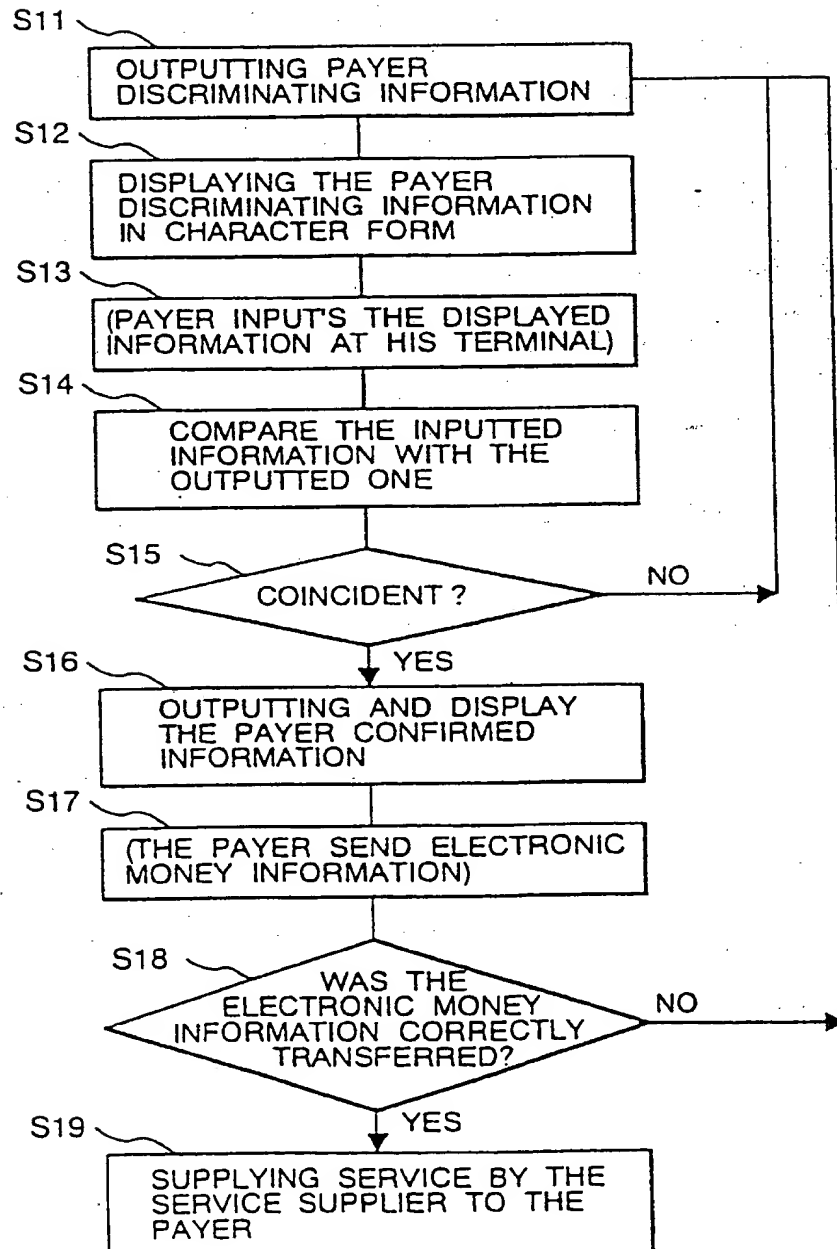 S11
OUTPUTTING PAYER
DISCRIMINATING INFORMATION
S12
DISPLAYING THE PAYER
DISCRIMINATING INFORMATION
IN CHARACTER FORM
S13
(PAYER INPUT'S THE DISPLAYED
INFORMATION AT HIS TERMINAL)
S14
COMPARE THE INPUTTED
INFORMATION WITH THE
OUTPUTTED ONE
S15
COINCIDENT ?
NO
YES
S16
OUTPUTTING AND DISPLAY
THE PAYER CONFIRMED
INFORMATION
S17
(THE PAYER SEND ELECTRONIC
MONEY INFORMATION)
S18
WAS THE
ELECTRONIC MONEY
INFORMATION CORRECTLY
TRANSFERRED?
NO
YES
S19
SUPPLYING SERVICE BY THE
SERVICE SUPPLIER TO THE
PAYER